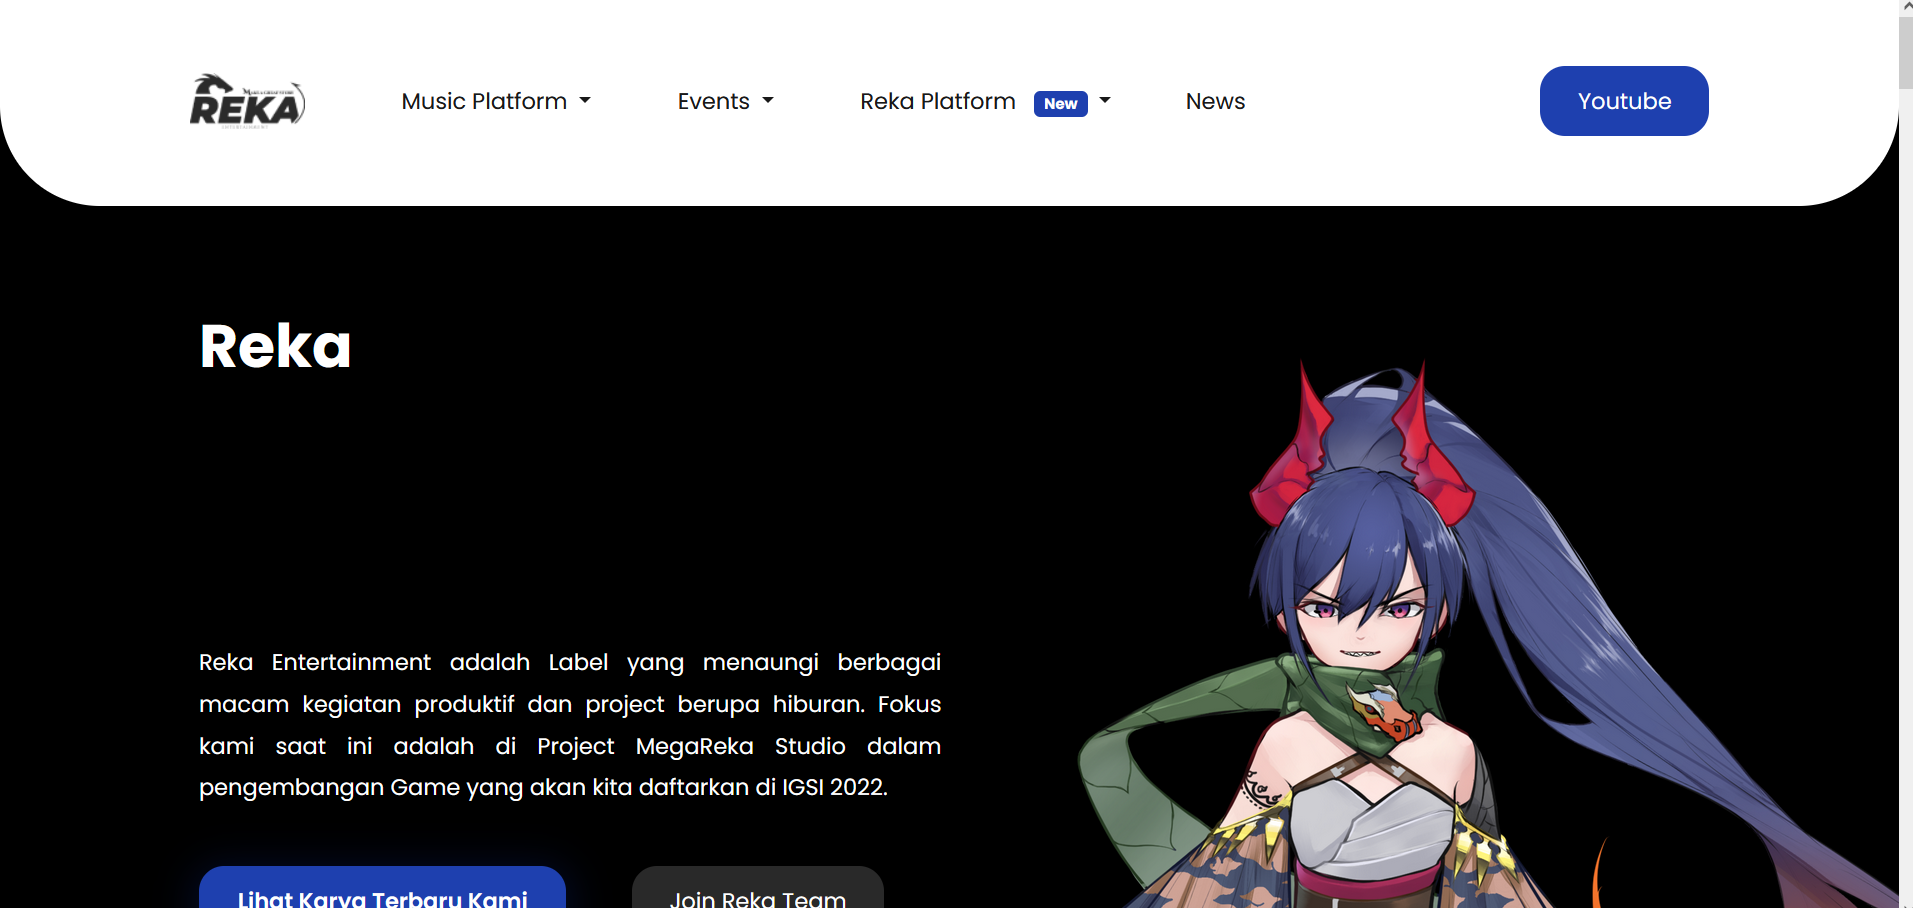 REKA
ENTERTAINMENT
Music Platform
Events
Reka Platform New
News
Youtube
Reka
Reka Entertainment adalah Label yang menaungi berbagai
macam kegiatan produktif dan project berupa hiburan. Fokus
kami saat ini adalah di Project MegaReka Studio dalam
pengembangan Game yang akan kita daftarkan di IGSI 2022.
Lihat Karya Terbaru Kami
Join Reka Team